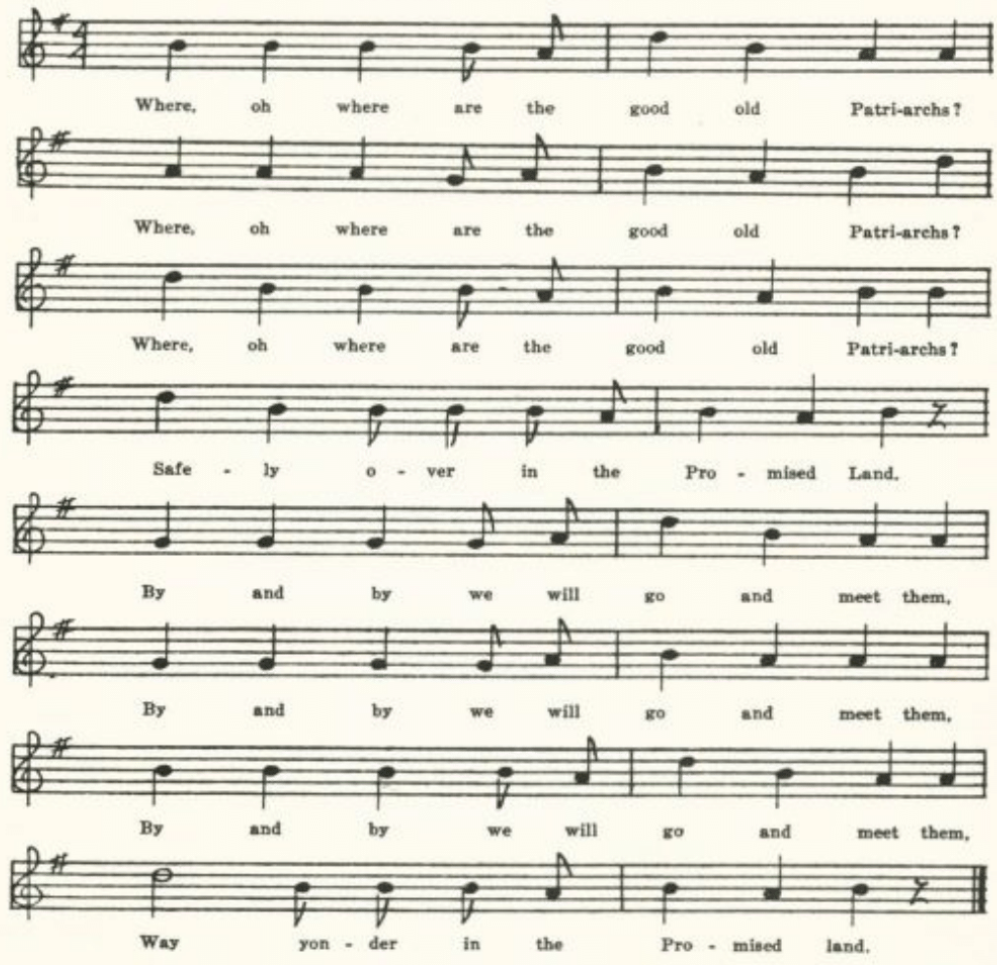 Where, oh where are the good old Patri-archs?
Where, oh where are the good old Patri-archs?
Where, oh where are the good old Patri-archs?
Safe - ly o - ver in the Pro - mised Land.
By and by we will go and meet them,
By and by we will go and meet them,
By and by we will go and meet them,
Way yon - der in the Pro - mised land.